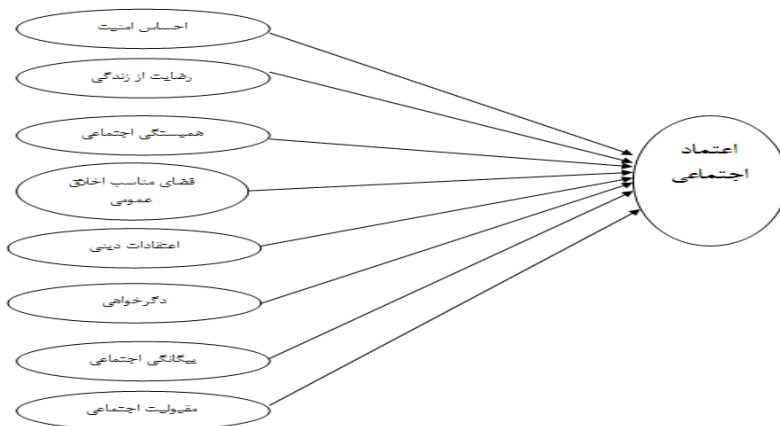 احساس امنیت
رضایت از زندگی
همبستگی اجتماعی
فضای مناسب اخلاق
عمومی
اعتقادات دینی
دگرخواهی
بیگانگی اجتماعی
مقبولیت اجتماعی
اعتماد
اجتماعی